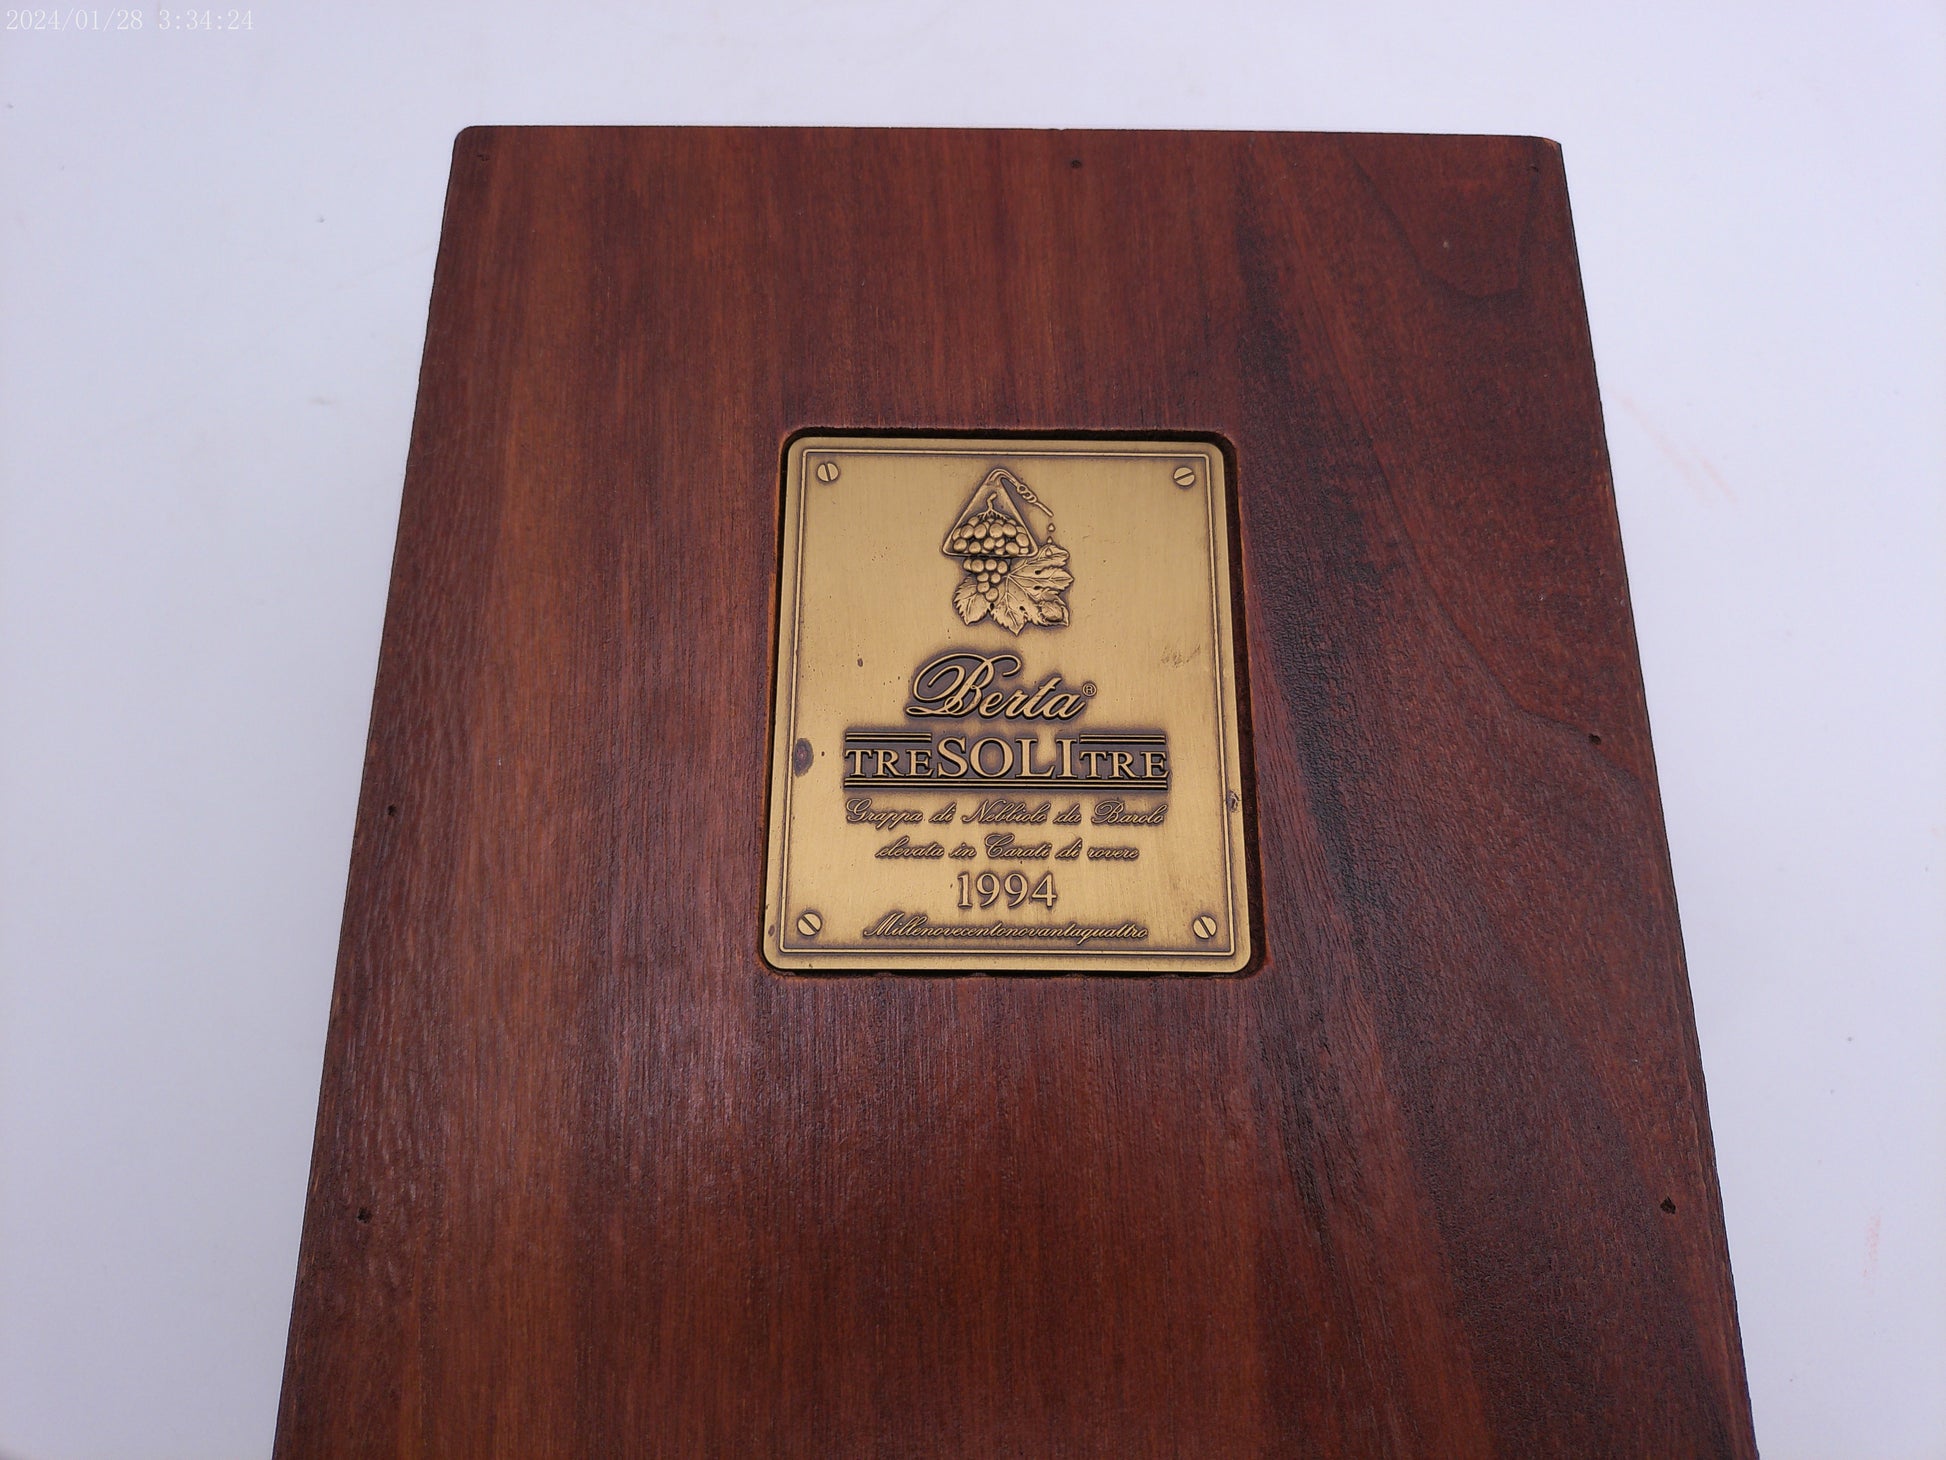 2024/01/28 3:34:24
Berta®
TRESOLITRE
Grappa di Nebbiolo da Barolo
elevata in Carati di rovere
1994
Millenovecentonovantaquattro